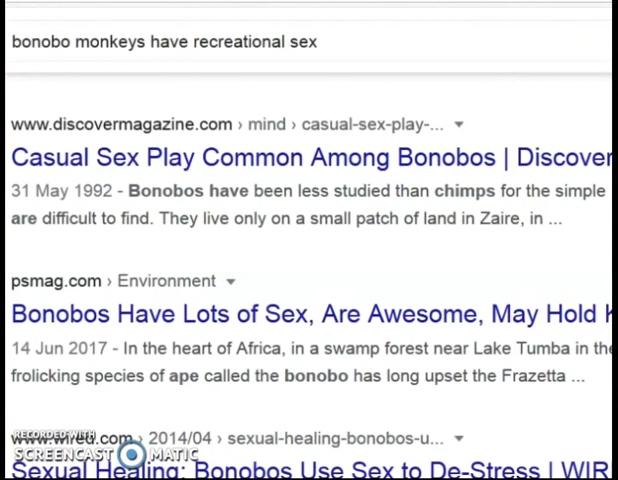 bonobo monkeys have recreational sex
www.discovermagazine.com › mind › casual-sex-play-...
Casual Sex Play Common Among Bonobos | Discover
31 May 1992 - Bonobos have been less studied than chimps for the simple
are difficult to find. They live only on a small patch of land in Zaire, in ...
psmag.com › Environment
Bonobos Have Lots of Sex, Are Awesome, May Hold K
14 Jun 2017 - In the heart of Africa, in a swamp forest near Lake Tumba in the
frolicking species of ape called the bonobo has long upset the Frazetta ...
RECORDED WITH
www.wired.com › 2014/04 › sexual-healing-bonobos-u...
SCREENCAST MATIC
Sexual Healing: Bonobos Use Sex to De-Stress | WIR